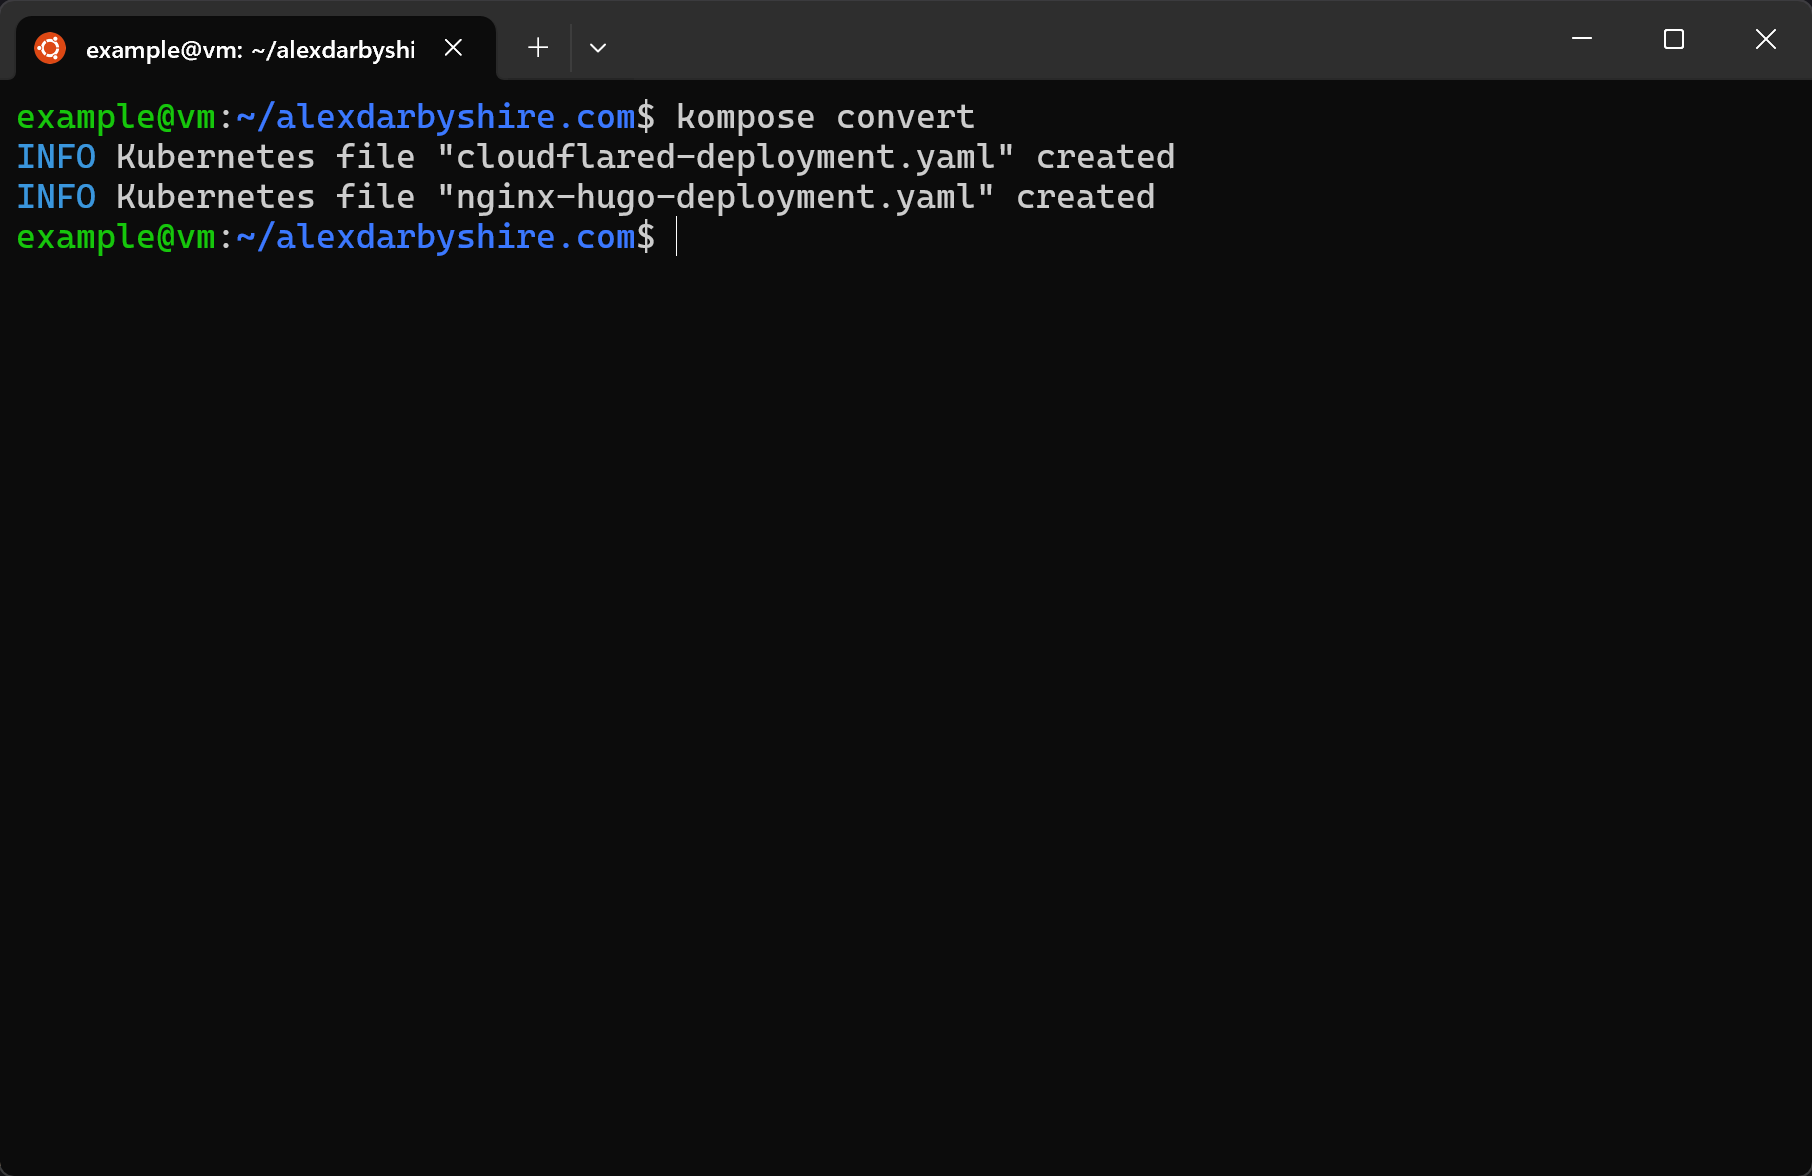 example@vm: ~/alexdarbyshi
example@vm:~/alexdarbyshire.com$ kompose convert
INFO Kubernetes file "cloudflared-deployment.yaml" created
INFO Kubernetes file "nginx-hugo-deployment.yaml" created
example@vm:~/alexdarbyshire.com$